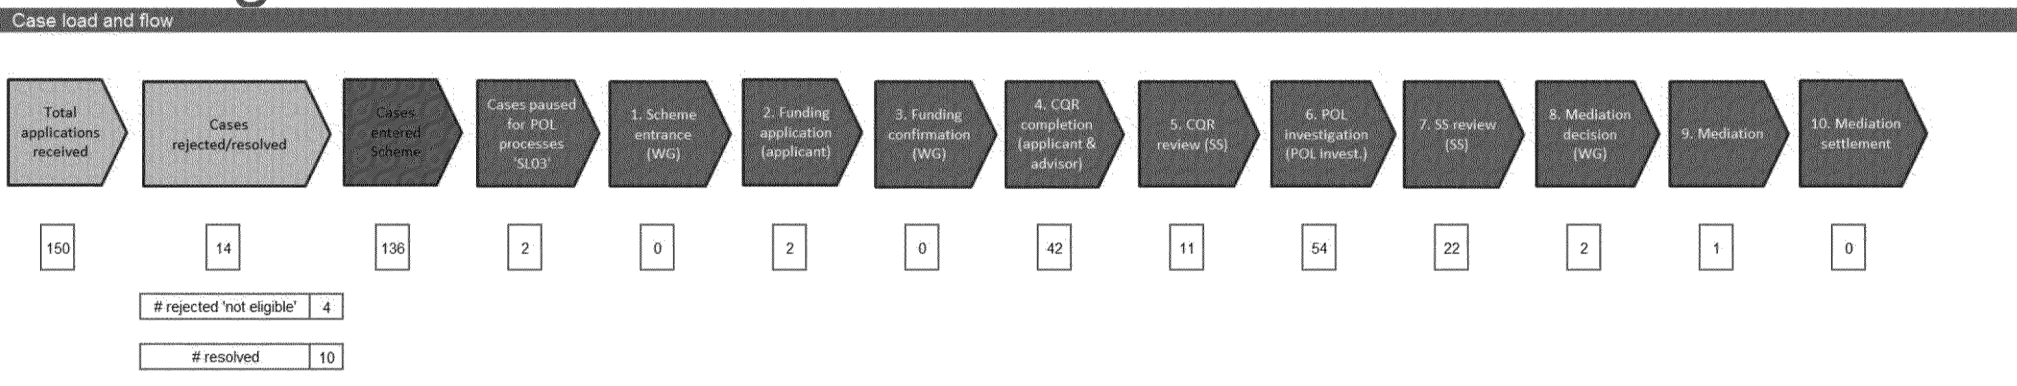 Case load and flow
Total
applications
received
Cases
rejected/resolved
Cases
entered
Scheme
Cases paused
for POL
processes
'SL03'
1. Scheme
entrance
(WG)
2. Funding
application
(applicant)
3. Funding
confirmation
(WG)
4. CQR
completion
(applicant &
advisor)
5. CQR
review (SS)
6. POL
investigation
(POL Invest.)
7. SS review
(SS)
8. Mediation
decision
(WG)
9. Mediation
10. Mediation
settlement
150
14
136
2
0
2
0
42
11
54
22
2
1
0
# rejected 'not eligible' 4
# resolved 10